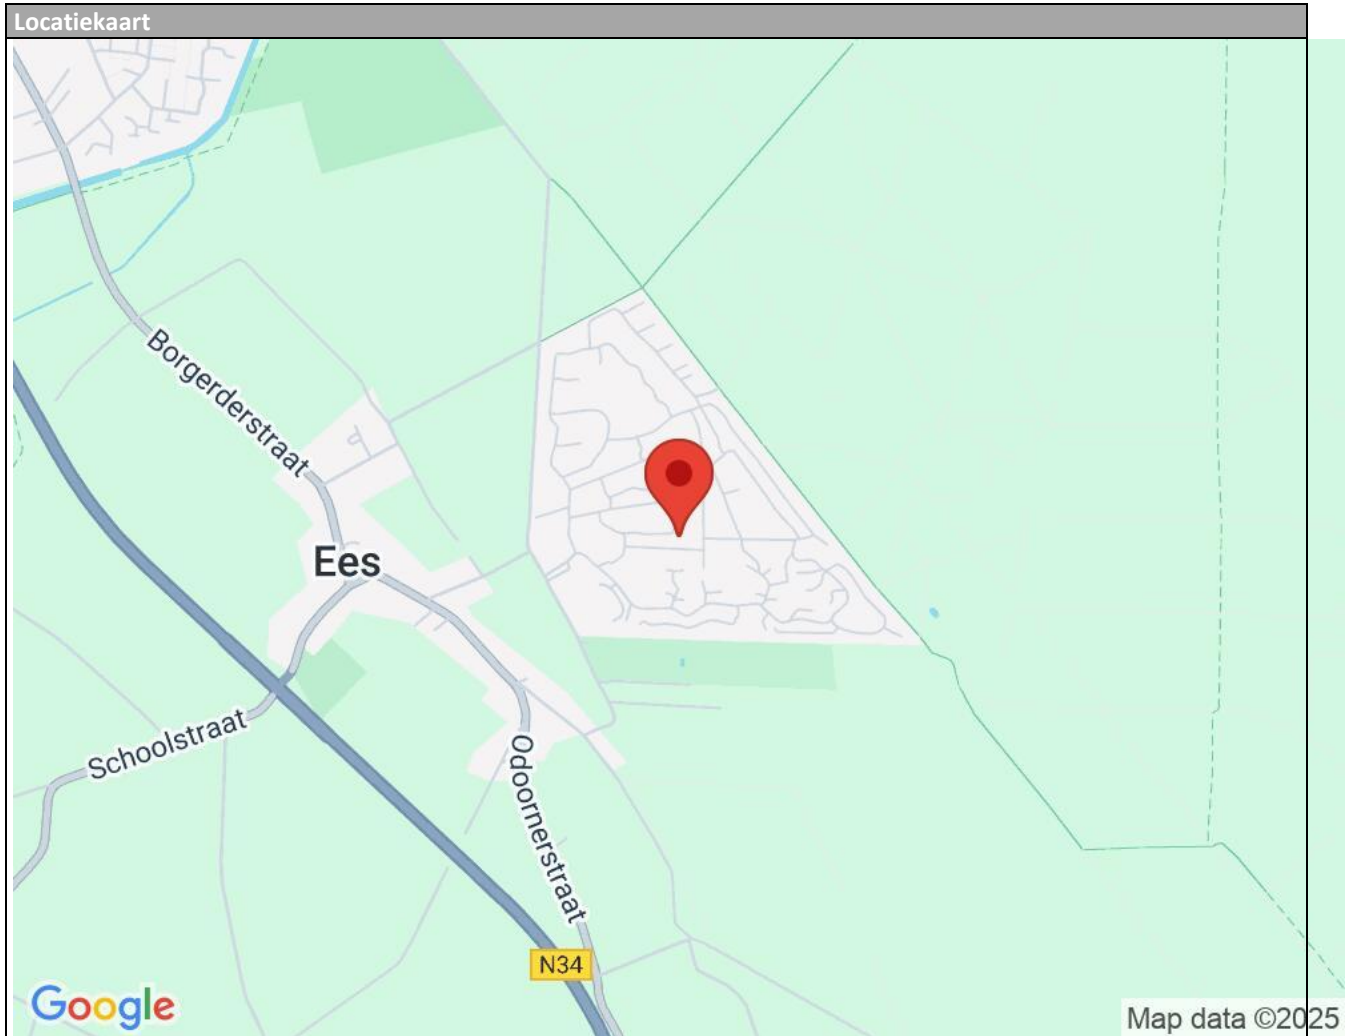 Locatiekaart
Borgerderstraat
Ees
Schoolstraat
Odoornerstraat
N34
Google
Map data ©2025